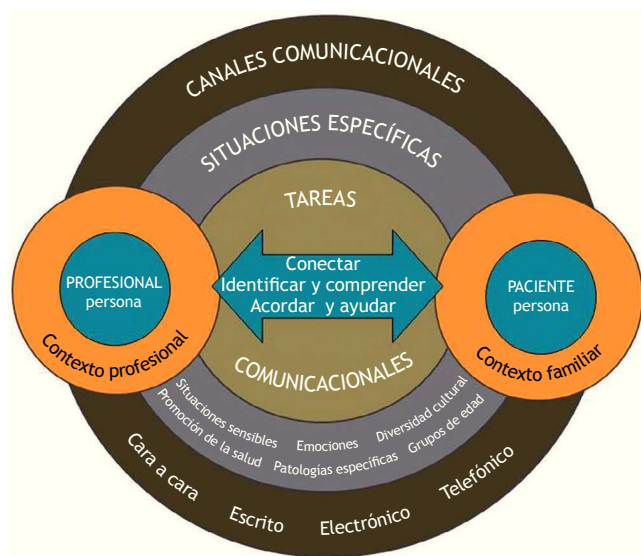 CANALES COMUNICACIONALES
SITUACIONES ESPECÍFICAS
TAREAS
Conectar
Identificar y comprender
Acordar y ayudar
PROFESIONAL
persona
Contexto profesional
PACIENTE
persona
Contexto familiar
COMUNICACIONALES
Situaciones sensibles
Emociones
Diversidad cultural
Promoción de la salud
Patologías específicas
Grupos de edad
Cara a cara
Escrito
Electrónico
Telefónico